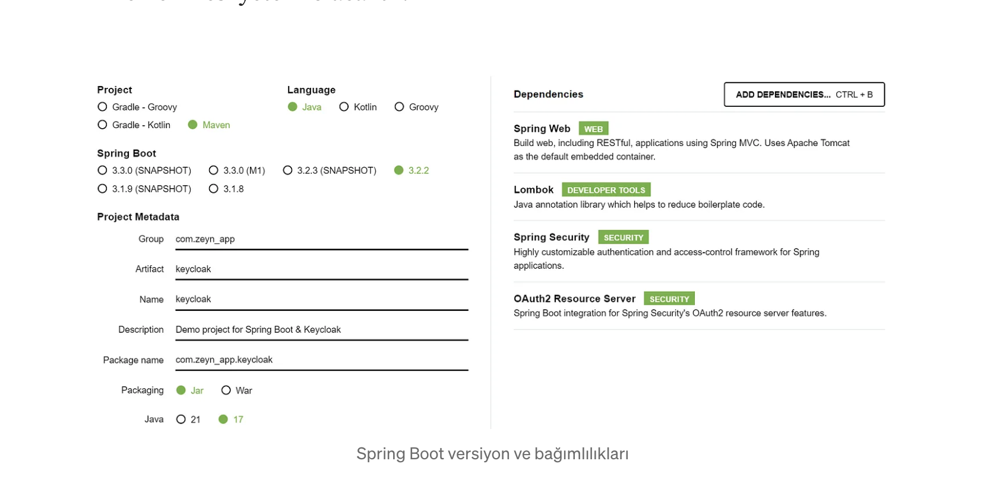 Project
Gradle - Groovy
Gradle - Kotlin Maven
Language
Java Kotlin Groovy
Spring Boot
3.3.0 (SNAPSHOT) 3.3.0 (M1) 3.2.3 (SNAPSHOT) 3.2.2
3.1.9 (SNAPSHOT) 3.1.8
Project Metadata
Group com.zeyn_app
Artifact keycloak
Name keycloak
Description Demo project for Spring Boot & Keycloak
Package name com.zeyn_app.keycloak
Packaging Jar War
Java 21 17
Dependencies ADD DEPENDENCIES... CTRL + B
Spring Web WEB
Build web, including RESTful, applications using Spring MVC. Uses Apache Tomcat
as the default embedded container.
Lombok DEVELOPER TOOLS
Java annotation library which helps to reduce boilerplate code.
Spring Security SECURITY
Highly customizable authentication and access-control framework for Spring
applications.
OAuth2 Resource Server SECURITY
Spring Boot integration for Spring Security's OAuth2 resource server features.
Spring Boot versiyon ve bağımlılıkları